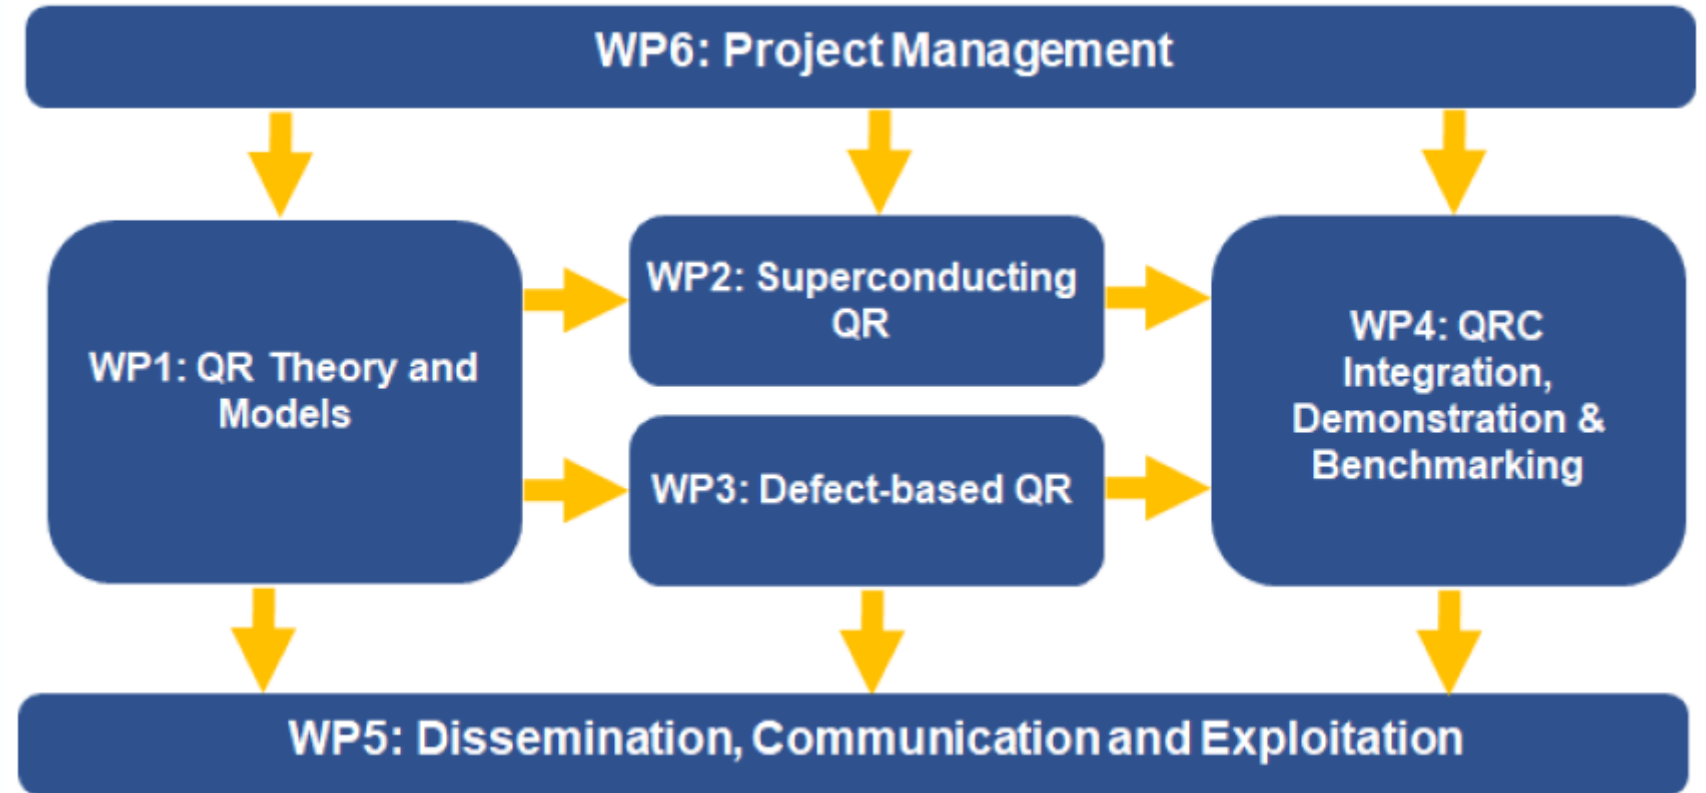 WP6: Project Management
WP1: QR Theory and
Models
WP2: Superconducting
QR
WP3: Defect-based QR
WP4: QRC
Integration,
Demonstration &
Benchmarking
WP5: Dissemination, Communication and Exploitation